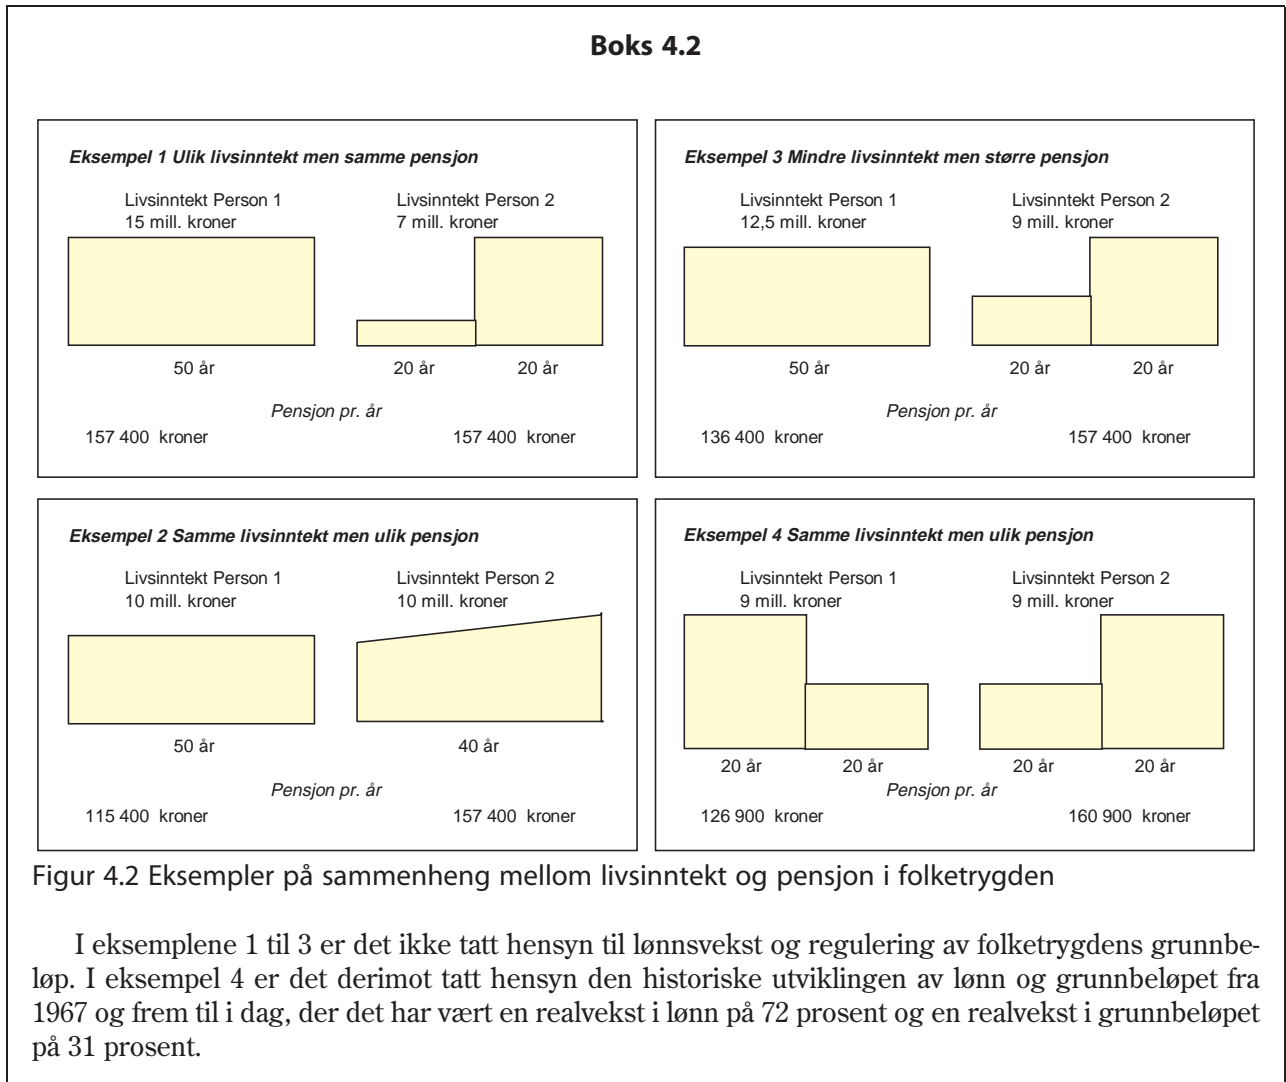 Boks 4.2
Eksempel 1 Ulik livsinntekt men samme pensjon
Livsinntekt Person 1
15 mill. kroner
Livsinntekt Person 2
7 mill. kroner
50 år
20 år
20 år
Pensjon pr. år
157 400 kroner
157 400 kroner
Eksempel 3 Mindre livsinntekt men større pensjon
Livsinntekt Person 1
12,5 mill. kroner
Livsinntekt Person 2
9 mill. kroner
50 år
20 år
20 år
Pensjon pr. år
136 400 kroner
157 400 kroner
Eksempel 2 Samme livsinntekt men ulik pensjon
Livsinntekt Person 1
10 mill. kroner
Livsinntekt Person 2
10 mill. kroner
50 år
40 år
Pensjon pr. år
115 400 kroner
157 400 kroner
Eksempel 4 Samme livsinntekt men ulik pensjon
Livsinntekt Person 1
9 mill. kroner
Livsinntekt Person 2
9 mill. kroner
20 år
20 år
20 år
20 år
Pensjon pr. år
126 900 kroner
160 900 kroner
Figur 4.2 Eksempler på sammenheng mellom livsinntekt og pensjon i folketrygden
I eksemplene 1 til 3 er det ikke tatt hensyn til lønnsvekst og regulering av folketrygdens grunnbe-
løp. I eksempel 4 er det derimot tatt hensyn den historiske utviklingen av lønn og grunnbeløpet fra
1967 og frem til i dag, der det har vært en realvekst i lønn på 72 prosent og en realvekst i grunnbeløpet
på 31 prosent.